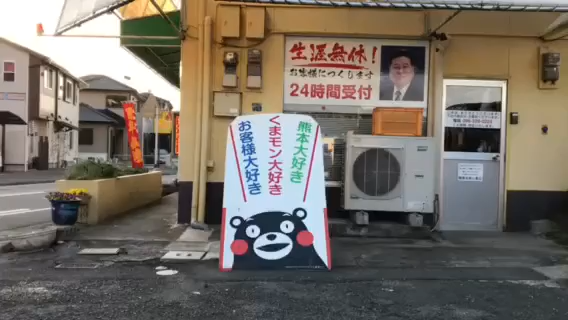 生涯無休!
お客様につくします
24時間受付
熊本大好き
くまモン大好き
お客様大好き